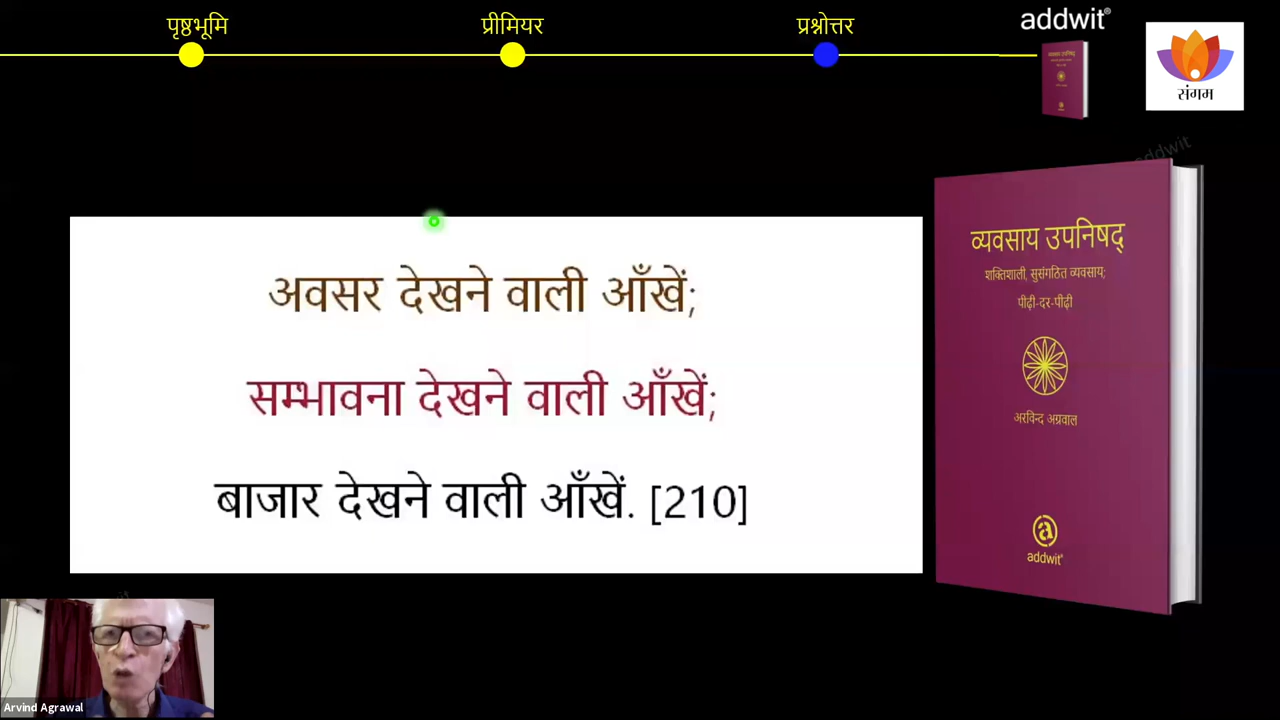 पृष्ठभूमि
प्रीमियर
प्रश्नोत्तर
addwit®
संगम
addwit
अवसर देखने वाली आँखें;
सम्भावना देखने वाली आँखें;
बाजार देखने वाली आँखें. [210]
व्यवसाय उपनिषद्
शक्तिशाली, सुसंगठित व्यवसाय;
पीढ़ी-दर-पीढ़ी
अरविन्द अग्रवाल
addwit®
Arvind Agrawal